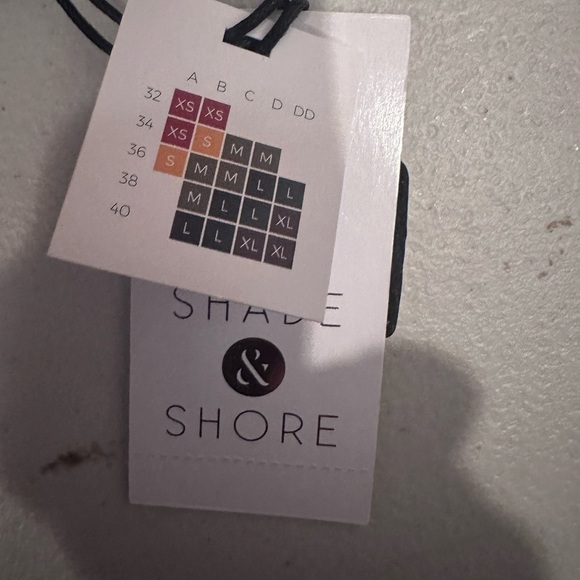 A B C D DD
32 XS XS
34 XS S M M
36 S M M L L
38 M L L XL
40 L L XL XL
SHADE
&
SHORE